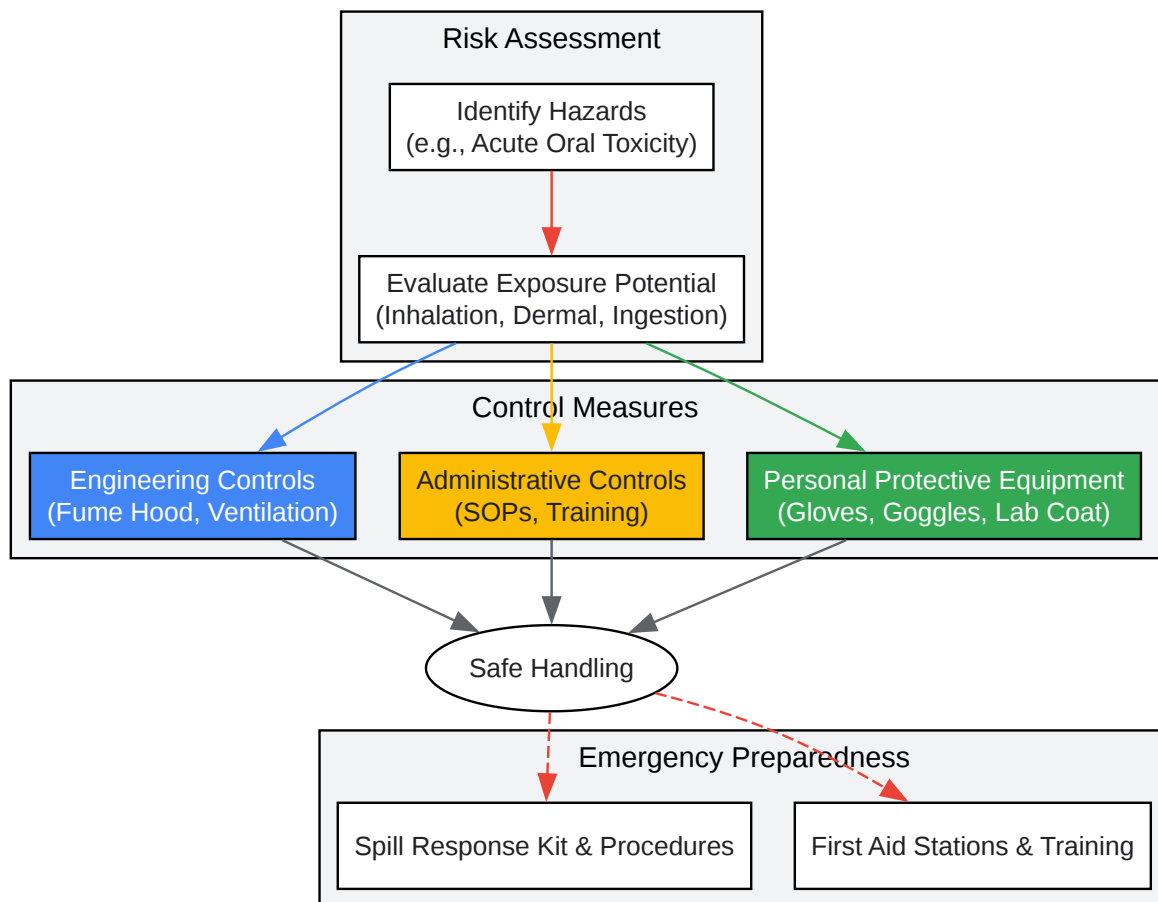 Risk Assessment
Identify Hazards
(e.g., Acute Oral Toxicity)
Evaluate Exposure Potential
(Inhalation, Dermal, Ingestion)
Control Measures
Engineering Controls
(Fume Hood, Ventilation)
Administrative Controls
(SOPs, Training)
Personal Protective Equipment
(Gloves, Goggles, Lab Coat)
Safe Handling
Emergency Preparedness
Spill Response Kit & Procedures
First Aid Stations & Training